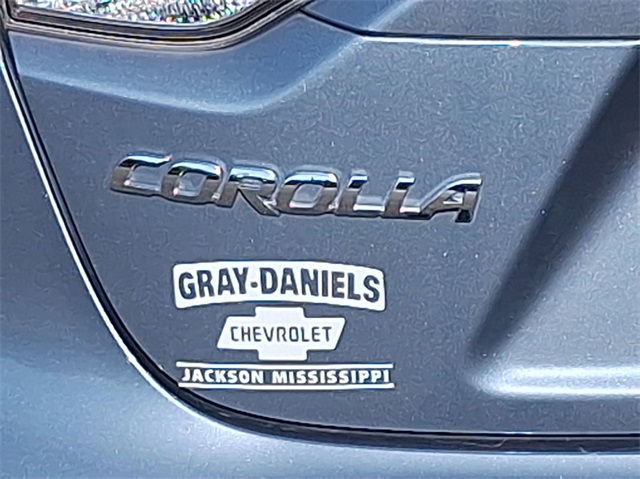 COROLLA
GRAY-DANIELS
CHEVROLET
JACKSON MISSISSIPPI